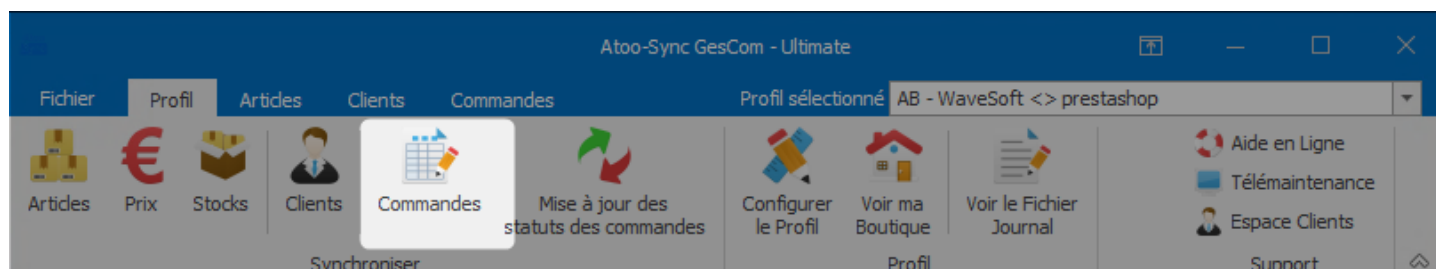 Atoo-Sync GesCom - Ultimate
Fichier Profil Articles Clients Commandes Profil sélectionné AB - WaveSoft <> prestashop
Articles Prix Stocks Clients Commandes
Mise à jour des
statuts des commandes
Configurer
le Profil
Voir ma
Boutique
Voir le Fichier
Journal
Aide en Ligne
Télémaintenance
Espace Clients
Synchroniser Profil Support